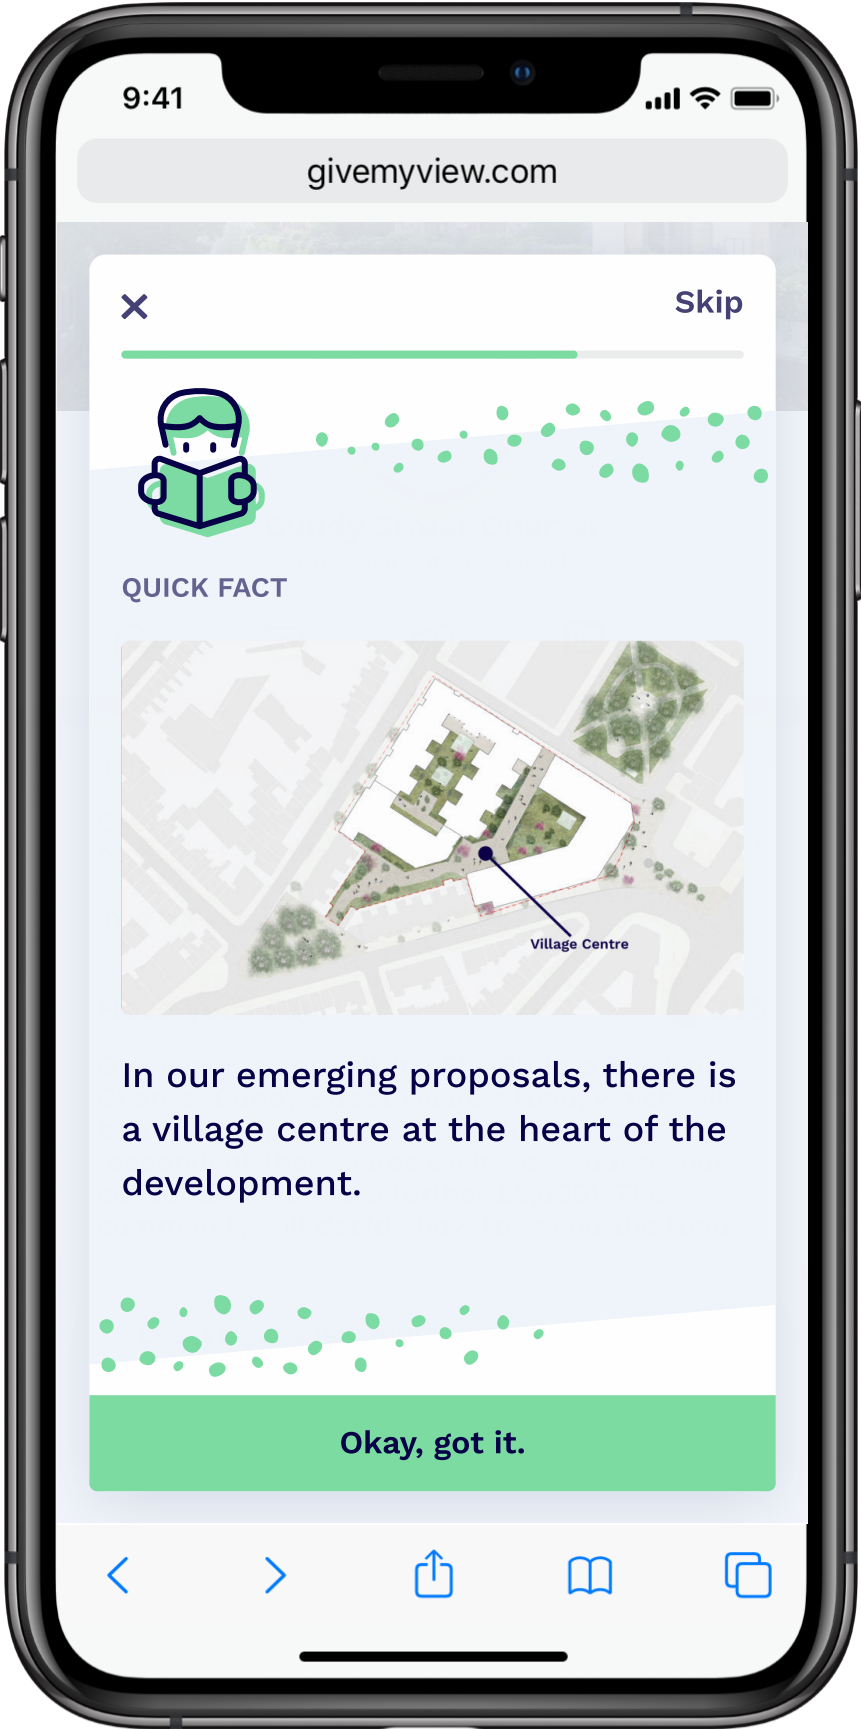 9:41
givemyview.com
Skip
QUICK FACT
Village Centre
In our emerging proposals, there is
a village centre at the heart of the
development.
Okay, got it.